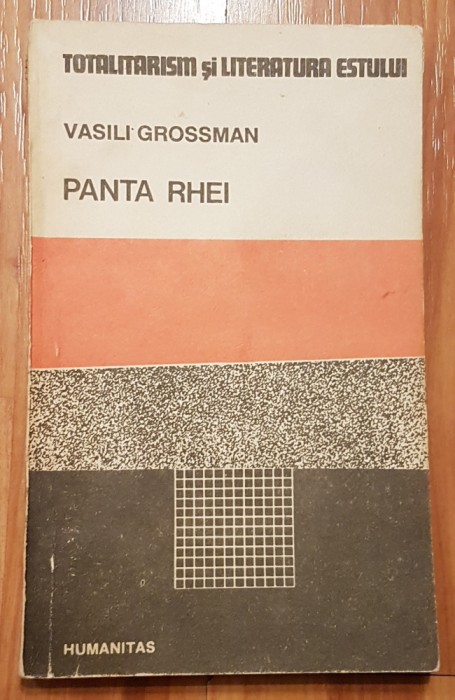 TOTALITARISM şi LITERATURA ESTULUI
VASILI GROSSMAN
PANTA RHEI
HUMANITAS